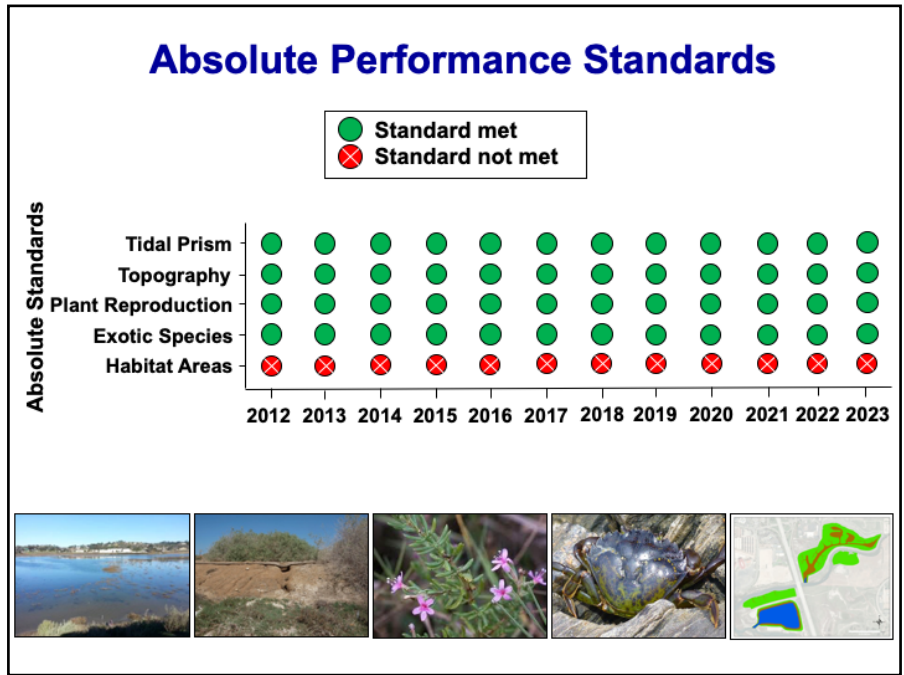 Absolute Performance Standards
Standard met
Standard not met
Absolute Standards
Tidal Prism
Topography
Plant Reproduction
Exotic Species
Habitat Areas
2012 2013 2014 2015 2016 2017 2018 2019 2020 2021 2022 2023